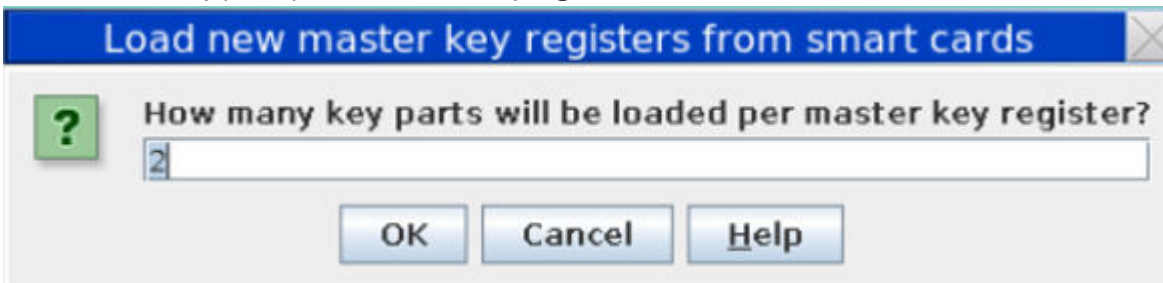 Load new master key registers from smart cards
How many key parts will be loaded per master key register?
?
2
OK Cancel Help